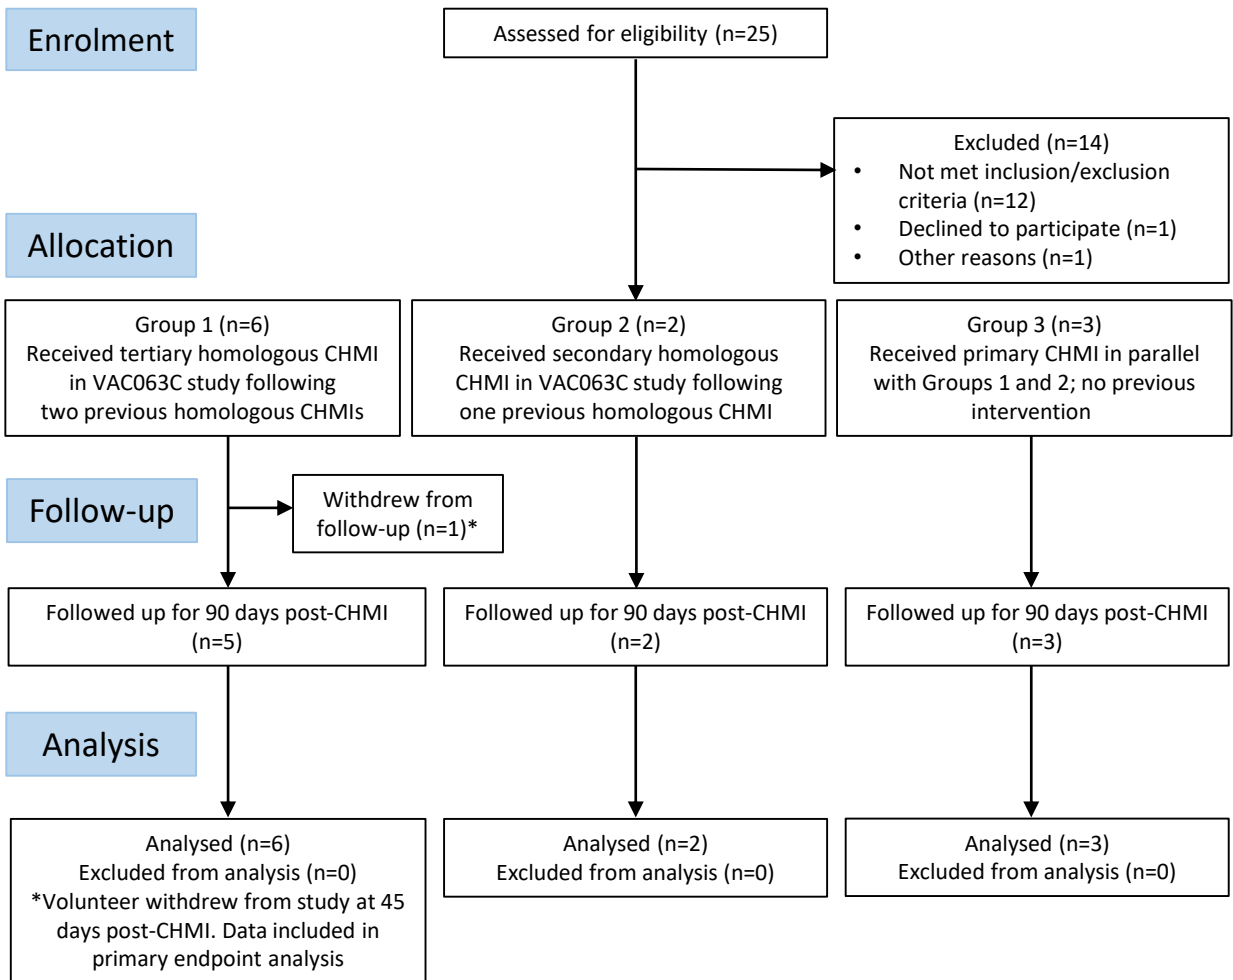 Enrolment
Assessed for eligibility (n=25)
Excluded (n=14)
• Not met inclusion/exclusion
criteria (n=12)
• Declined to participate (n=1)
• Other reasons (n=1)
Allocation
Group 1 (n=6)
Received tertiary homologous CHMI
in VAC063C study following
two previous homologous CHMIs
Group 2 (n=2)
Received secondary homologous
CHMI in VAC063C study following
one previous homologous CHMI
Group 3 (n=3)
Received primary CHMI in parallel
with Groups 1 and 2; no previous
intervention
Follow-up
Withdrew from
follow-up (n=1)*
Followed up for 90 days post-CHMI
(n=5)
Followed up for 90 days post-CHMI
(n=2)
Followed up for 90 days post-CHMI
(n=3)
Analysis
Analysed (n=6)
Excluded from analysis (n=0)
*Volunteer withdrew from study at 45
days post-CHMI. Data included in
primary endpoint analysis
Analysed (n=2)
Excluded from analysis (n=0)
Analysed (n=3)
Excluded from analysis (n=0)